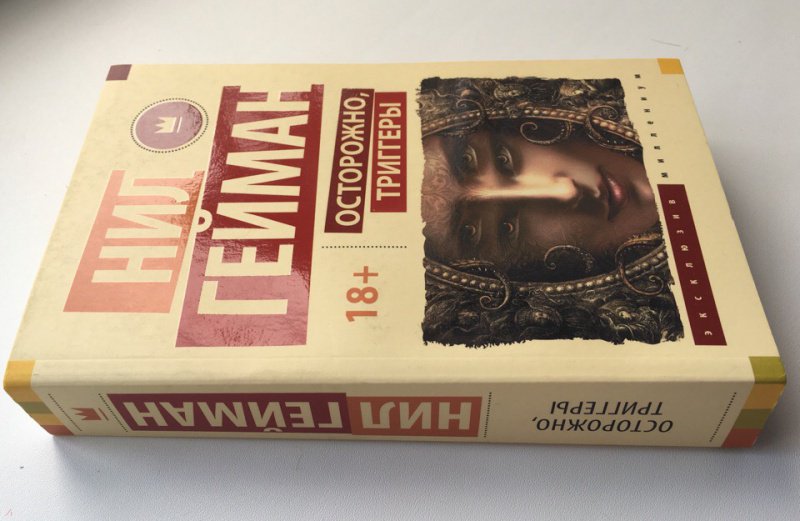 НИЛ
ГЕЙМАН
ОСТОРОЖНО,
ТРИГГЕРЫ
18+
эксклюзив миллениум
НИЛ ГЕЙМАН
ОСТОРОЖНО,
ТРИГГЕРЫ